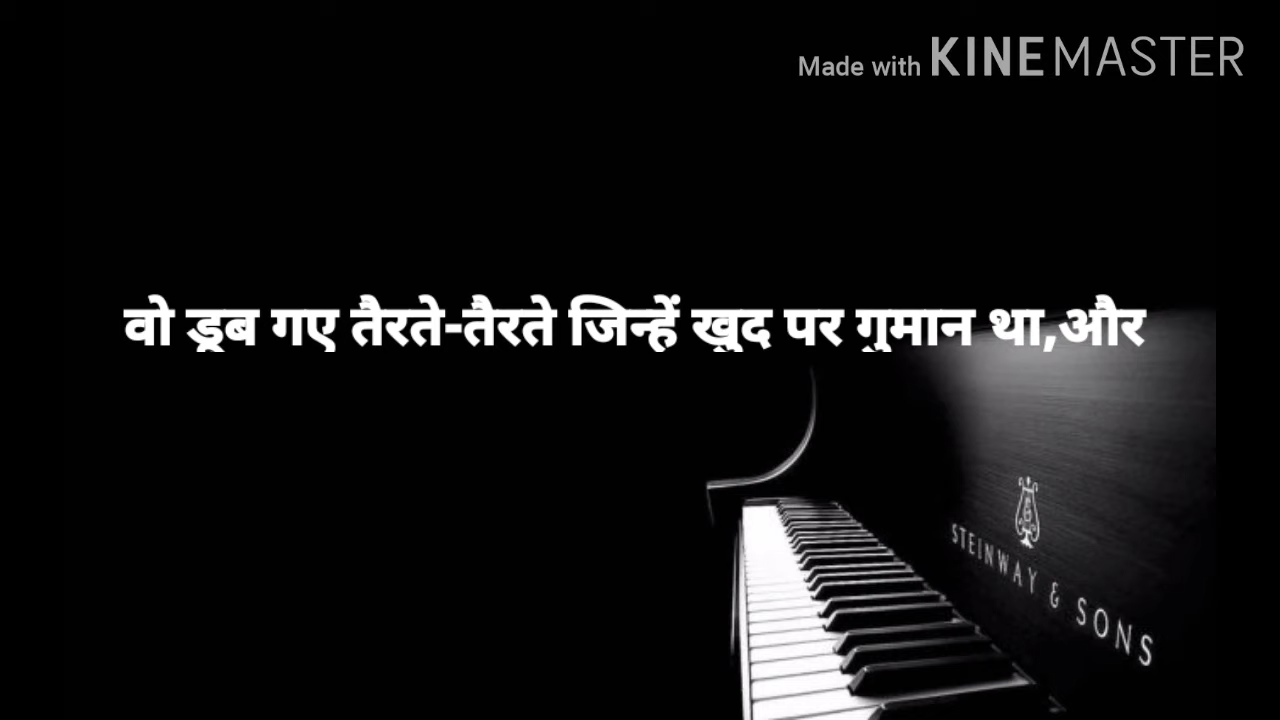 Made with KINEMASTER
वो डूब गए तैरते-तैरते जिन्हें खुद पर गुमान था,और
STEINWAY & SONS